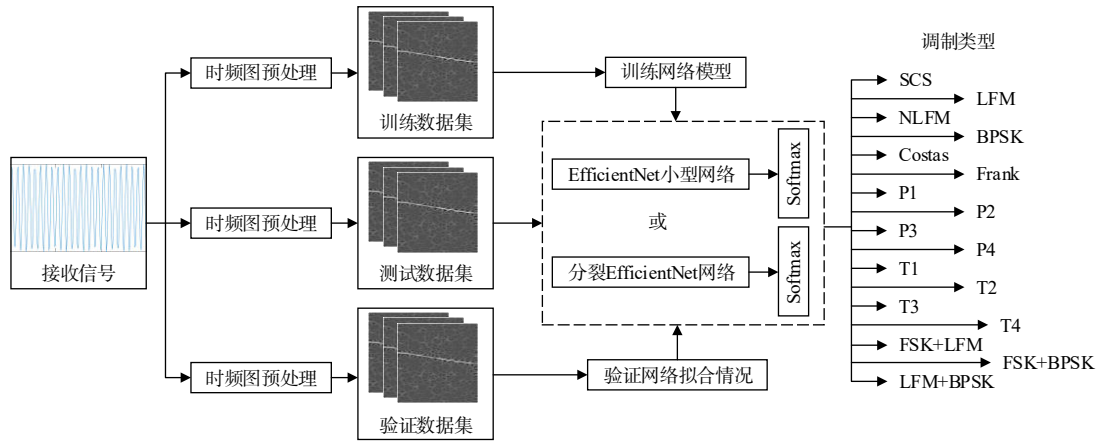 调制类型
时频图预处理
训练数据集
训练网络模型
接收信号
时频图预处理
测试数据集
EfficientNet小型网络
Softmax
或
分裂EfficientNet网络
Softmax
时频图预处理
验证数据集
验证网络拟合情况
SCS
LFM
NLFM
BPSK
Costas
Frank
P1
P2
P3
P4
T1
T2
T3
T4
FSK+LFM
FSK+BPSK
LFM+BPSK